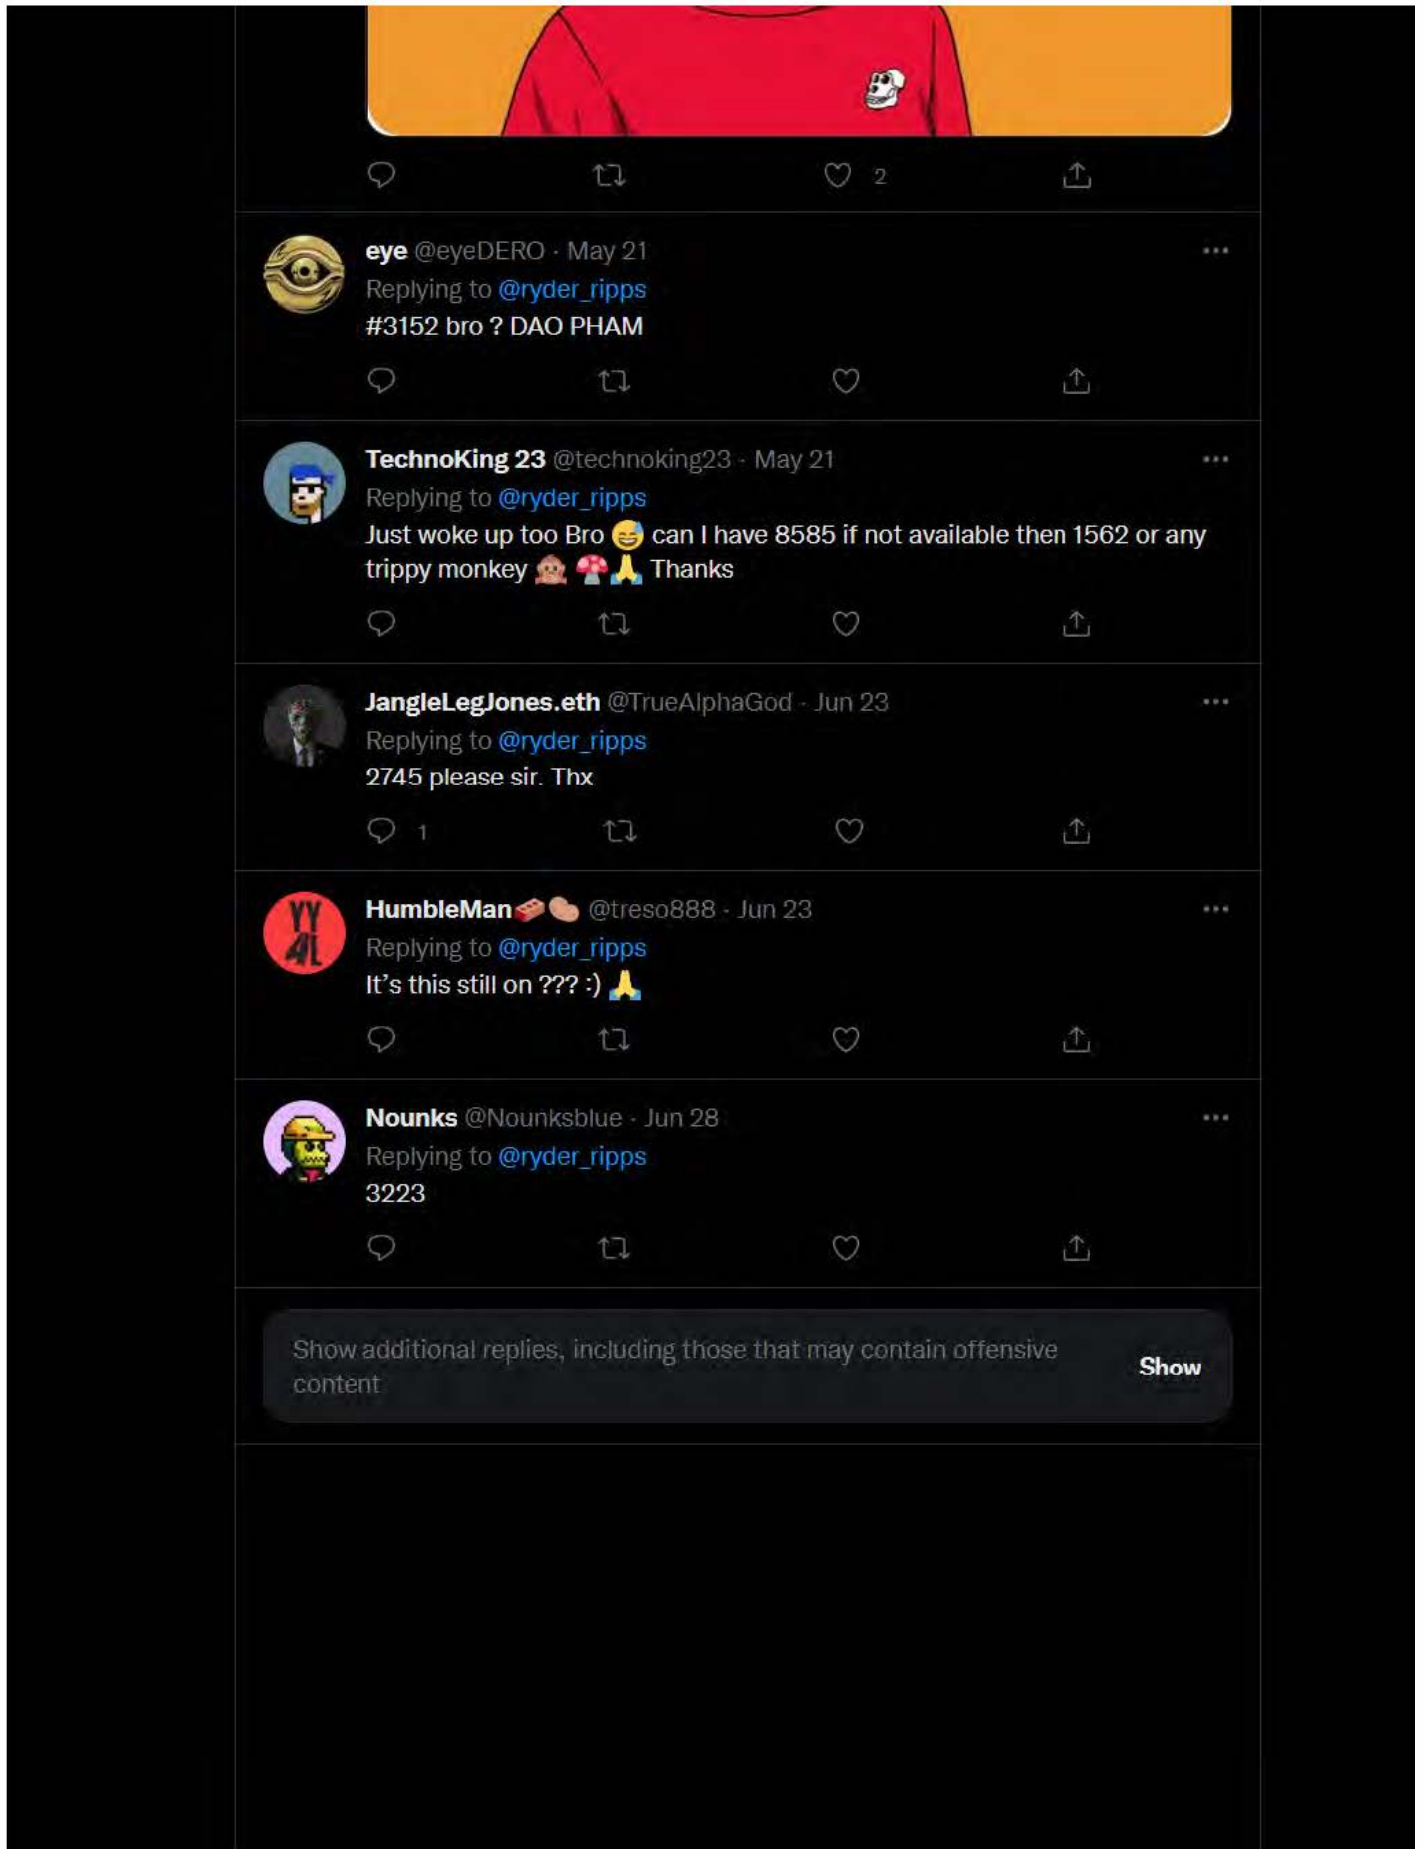 2
eye @eyeDERO · May 21
Replying to @ryder_ripps
#3152 bro ? DAO PHAM
TechnoKing 23 @technoking23 · May 21
Replying to @ryder_ripps
Just woke up too Bro 😅 can I have 8585 if not available then 1562 or any
trippy monkey 🙉 🍄🙏 Thanks
JangleLegJones.eth @TrueAlphaGod · Jun 23
Replying to @ryder_ripps
2745 please sir. Thx
1
YY
AL
HumbleMan🧱🥔 @treso888 · Jun 23
Replying to @ryder_ripps
It’s this still on ??? :) 🙏
Nounks @Nounksblue · Jun 28
Replying to @ryder_ripps
3223
Show additional replies, including those that may contain offensive
content
Show